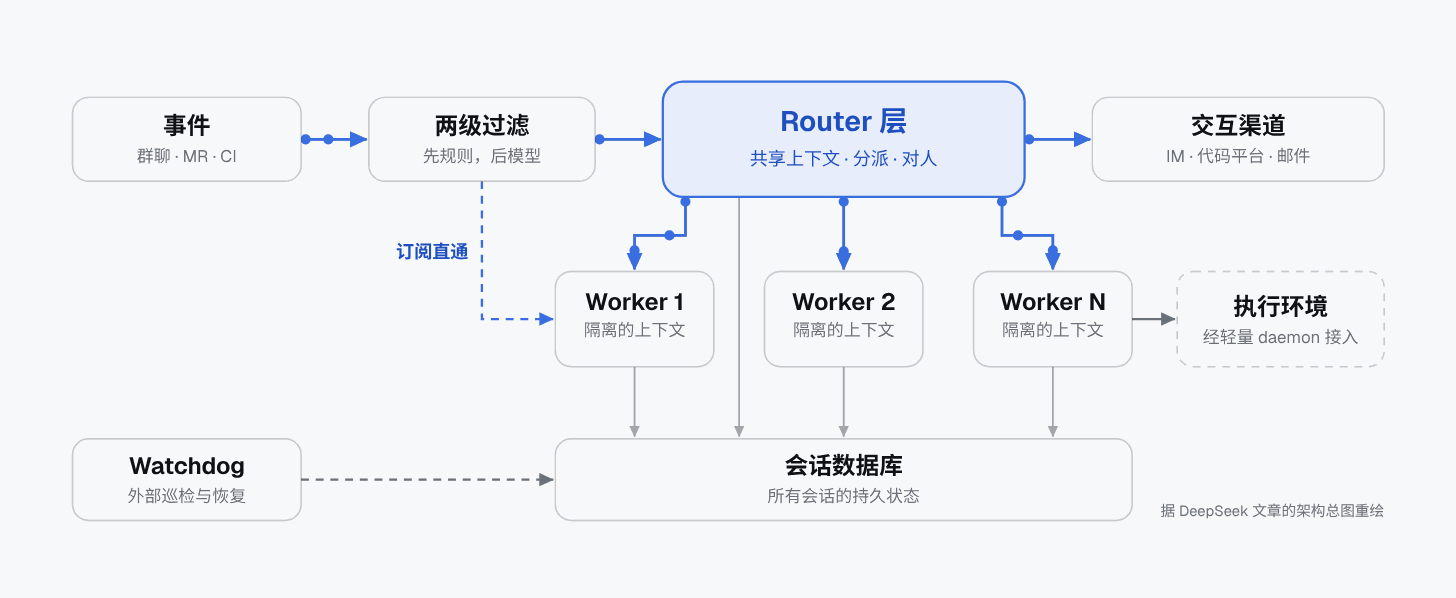 事件
群聊 · MR · CI
两级过滤
先规则，后模型
Router 层
共享上下文 · 分派 · 对人
交互渠道
IM · 代码平台 · 邮件
订阅直通
Worker 1
隔离的上下文
Worker 2
隔离的上下文
Worker N
隔离的上下文
执行环境
经轻量 daemon 接入
Watchdog
外部巡检与恢复
会话数据库
所有会话的持久状态
据 DeepSeek 文章的架构总图重绘